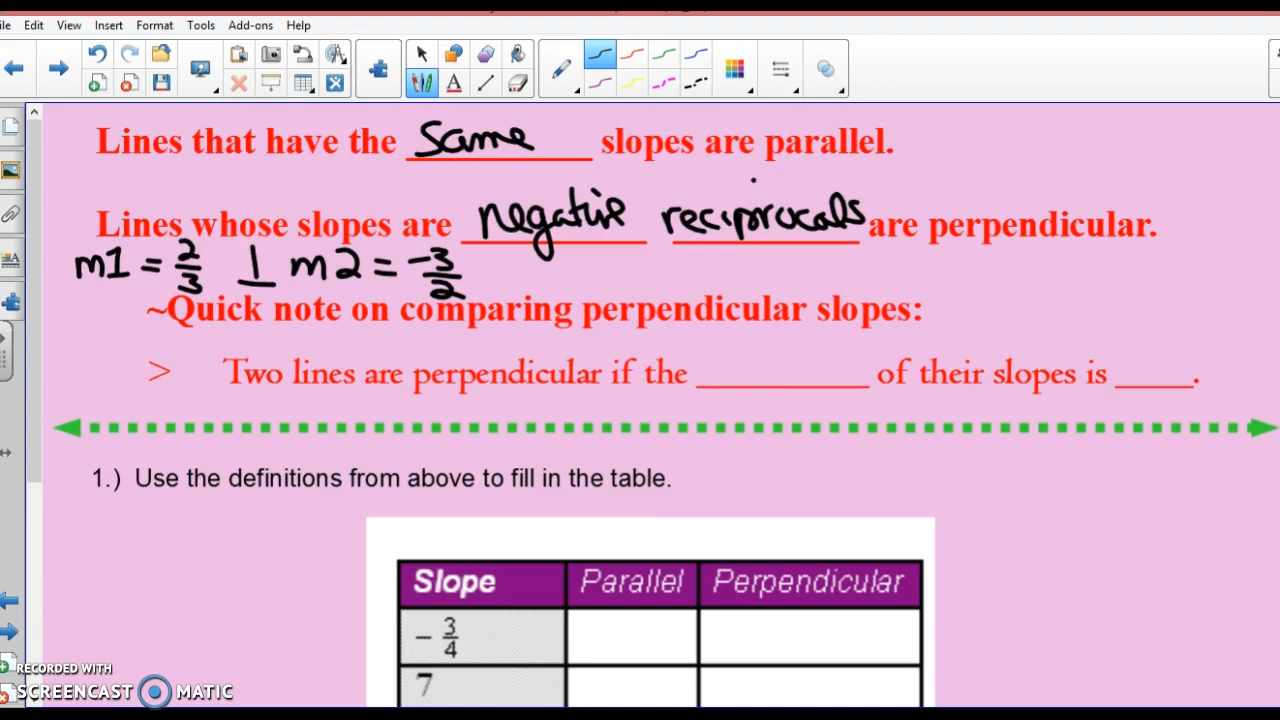 ile Edit View Insert Format Tools Add-ons Help
Lines that have the same slopes are parallel.
Lines whose slopes are negative reciprocals are perpendicular.
m1 = 2/3 ⊥ m2 = -3/2
~Quick note on comparing perpendicular slopes:
> Two lines are perpendicular if the __________ of their slopes is _____.
1.) Use the definitions from above to fill in the table.
Slope Parallel Perpendicular
- 3/4
7
RECORDED WITH
SCREENCAST MATIC